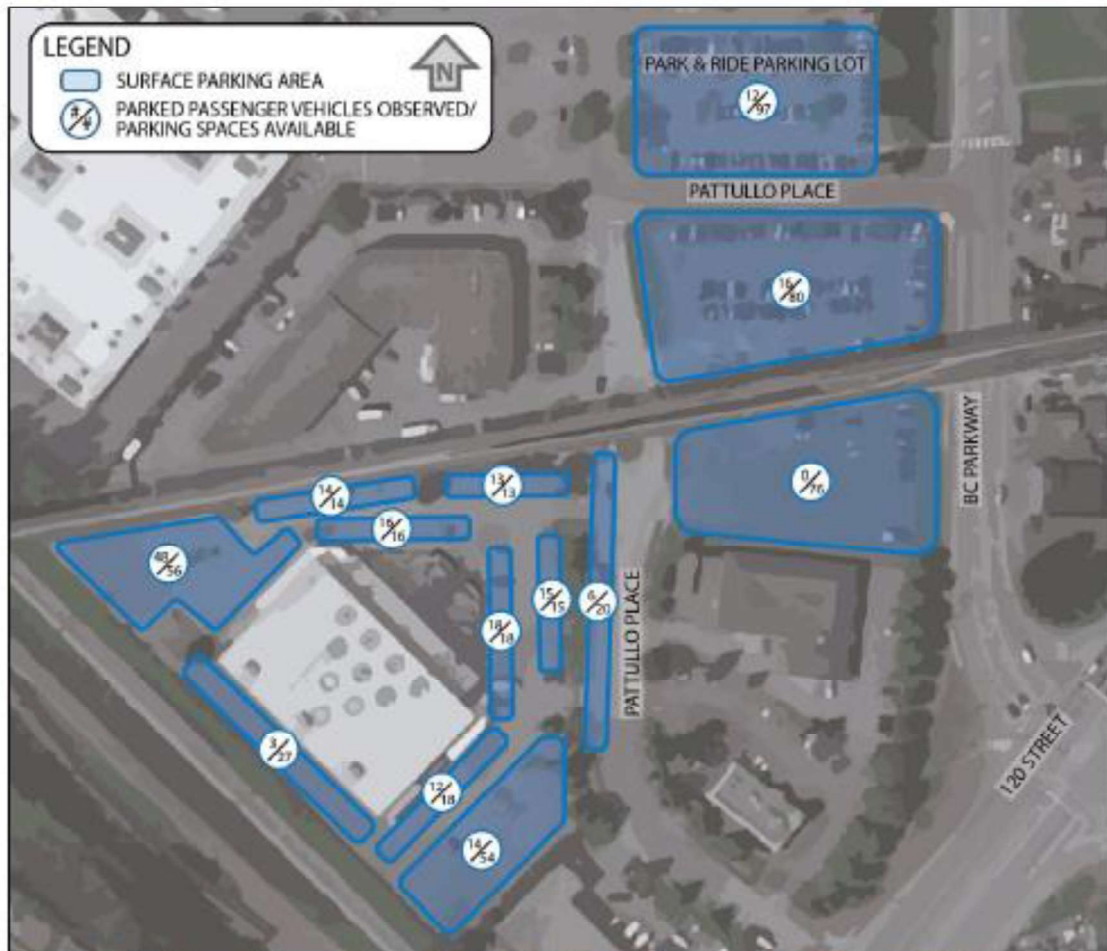 LEGEND
N
SURFACE PARKING AREA
#/#
PARKED PASSENGER VEHICLES OBSERVED/
PARKING SPACES AVAILABLE
PARK & RIDE PARKING LOT
12/97
PATTULLO PLACE
16/80
BC PARKWAY
0/76
13/13
14/14
16/16
48/56
15/15
6/20
18/18
PATTULLO PLACE
3/27
12/18
120 STREET
14/54